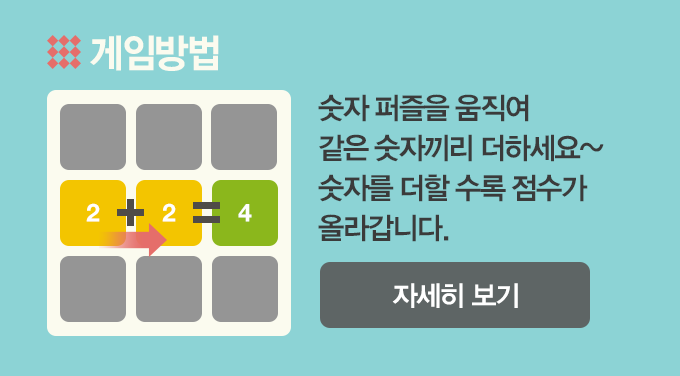 게임방법
숫자 퍼즐을 움직여
같은 숫자끼리 더하세요~
숫자를 더할 수록 점수가
올라갑니다.
2 + 2 = 4
자세히 보기